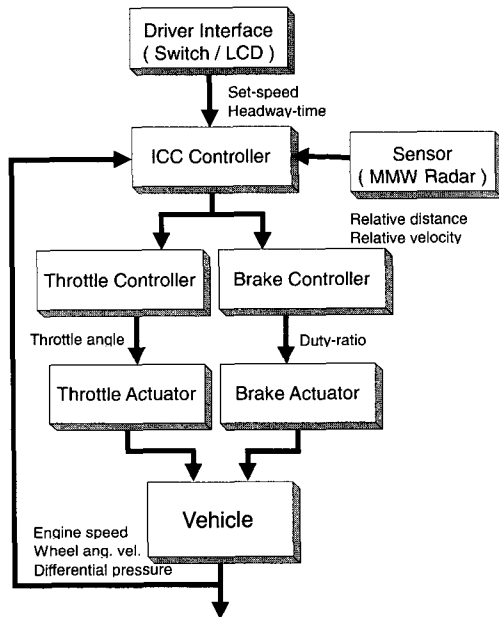 Driver Interface
( Switch / LCD )
Set-speed
Headway-time
ICC Controller
Sensor
( MMW Radar )
Relative distance
Relative velocity
Throttle Controller
Brake Controller
Throttle angle
Duty-ratio
Throttle Actuator
Brake Actuator
Vehicle
Engine speed
Wheel ang. vel.
Differential pressure